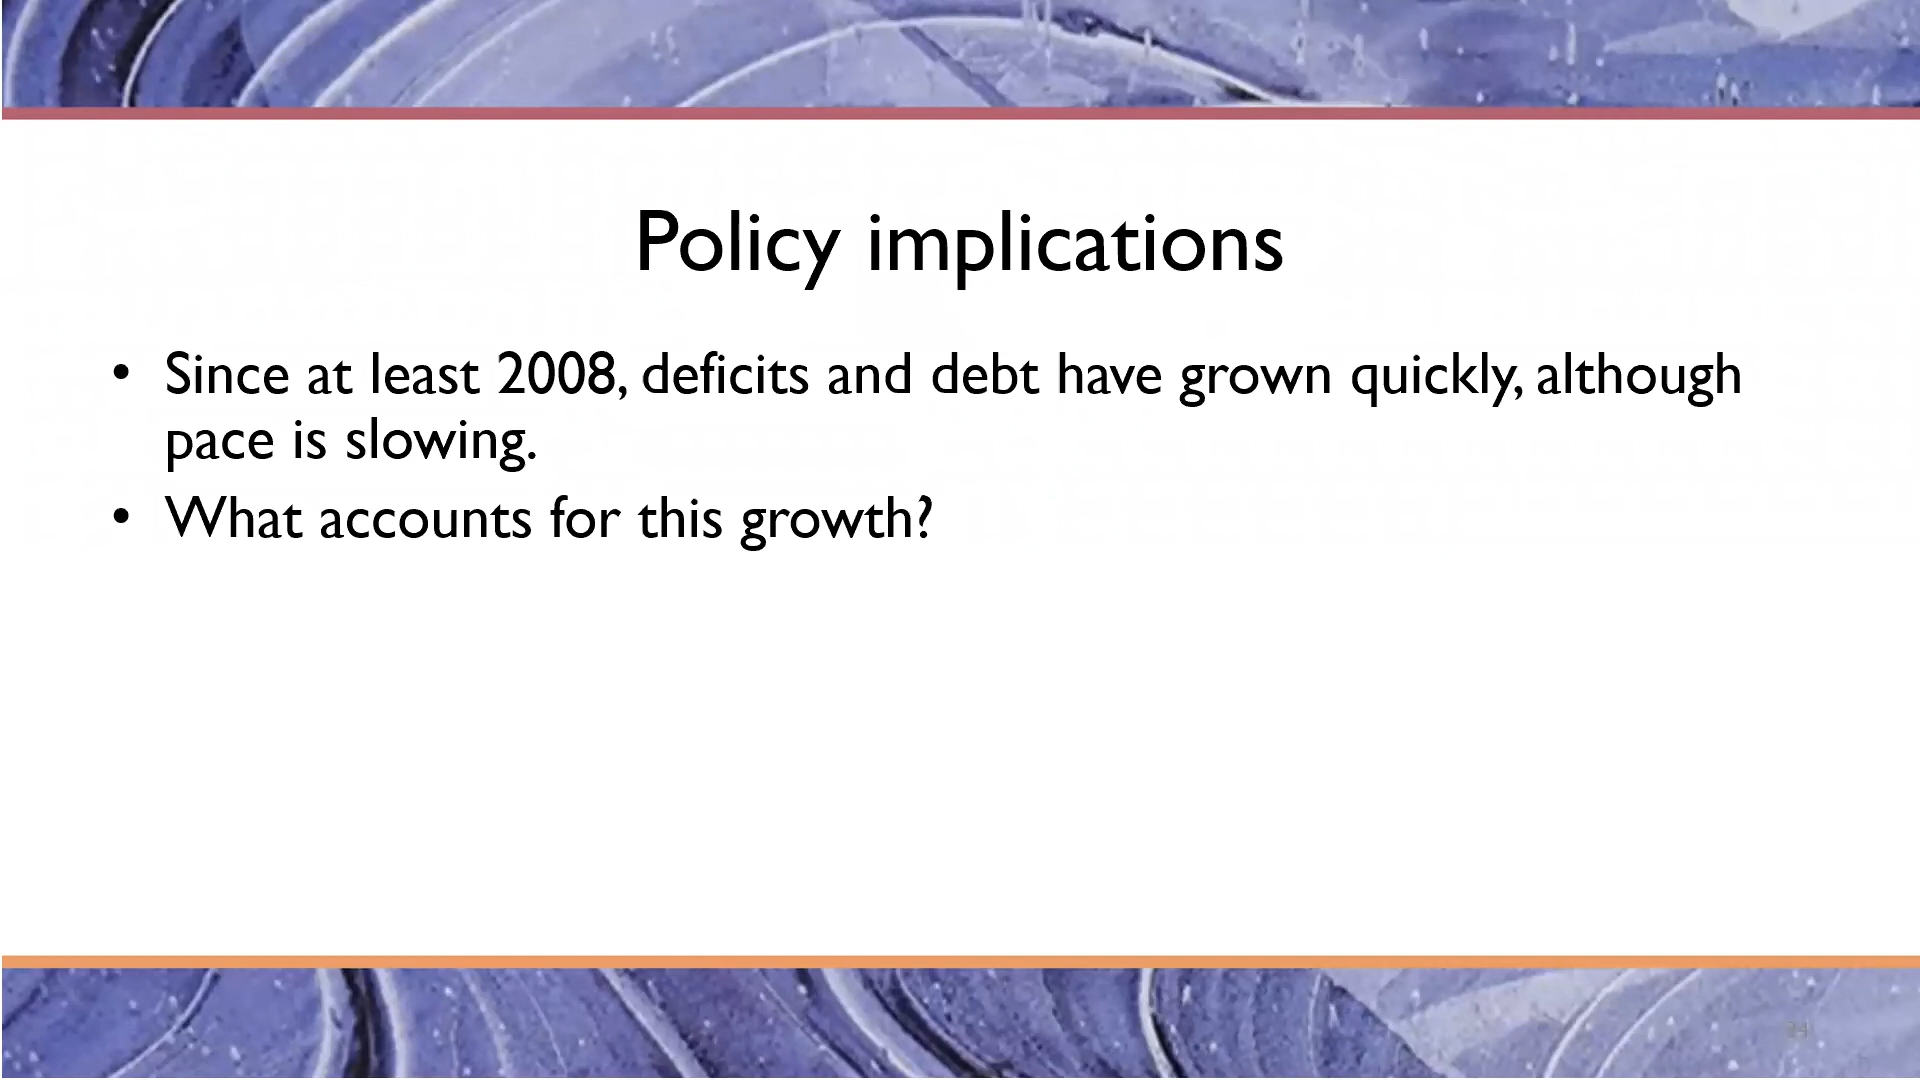 Policy implications
• Since at least 2008, deficits and debt have grown quickly, although
pace is slowing.
• What accounts for this growth?
24